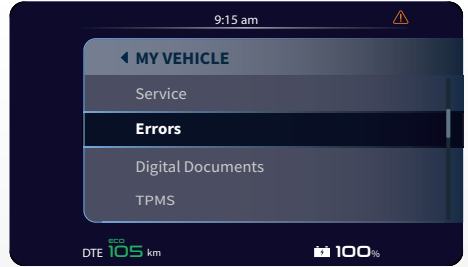 9:15 am
MY VEHICLE
Service
Errors
Digital Documents
TPMS
ECO
DTE 105 km
100%